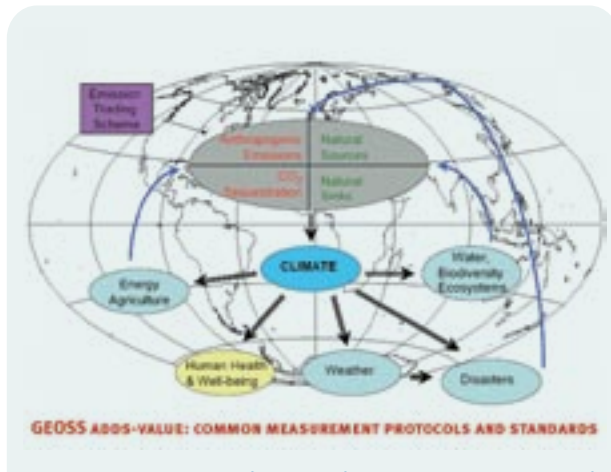 Emission
Trading
Scheme
Anthropogenic
Emissions
Natural
Sources
CO2
Sequestration
Natural
Sinks
CLIMATE
Energy
Agriculture
Water,
Biodiversity
Ecosystems
Human Health
& Well-being
Weather
Disasters
GEOSS ADDS-VALUE: COMMON MEASUREMENT PROTOCOLS AND STANDARDS